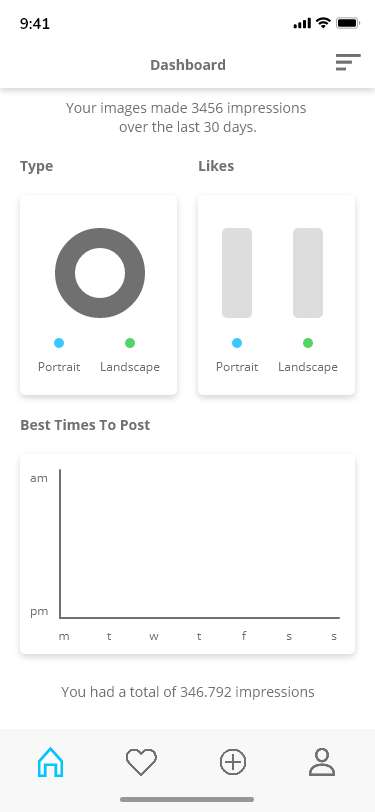 9:41
Dashboard
Your images made 3456 impressions
over the last 30 days.
Type
Likes
Portrait
Landscape
Portrait
Landscape
Best Times To Post
am
pm
m t w t f s s
You had a total of 346.792 impressions